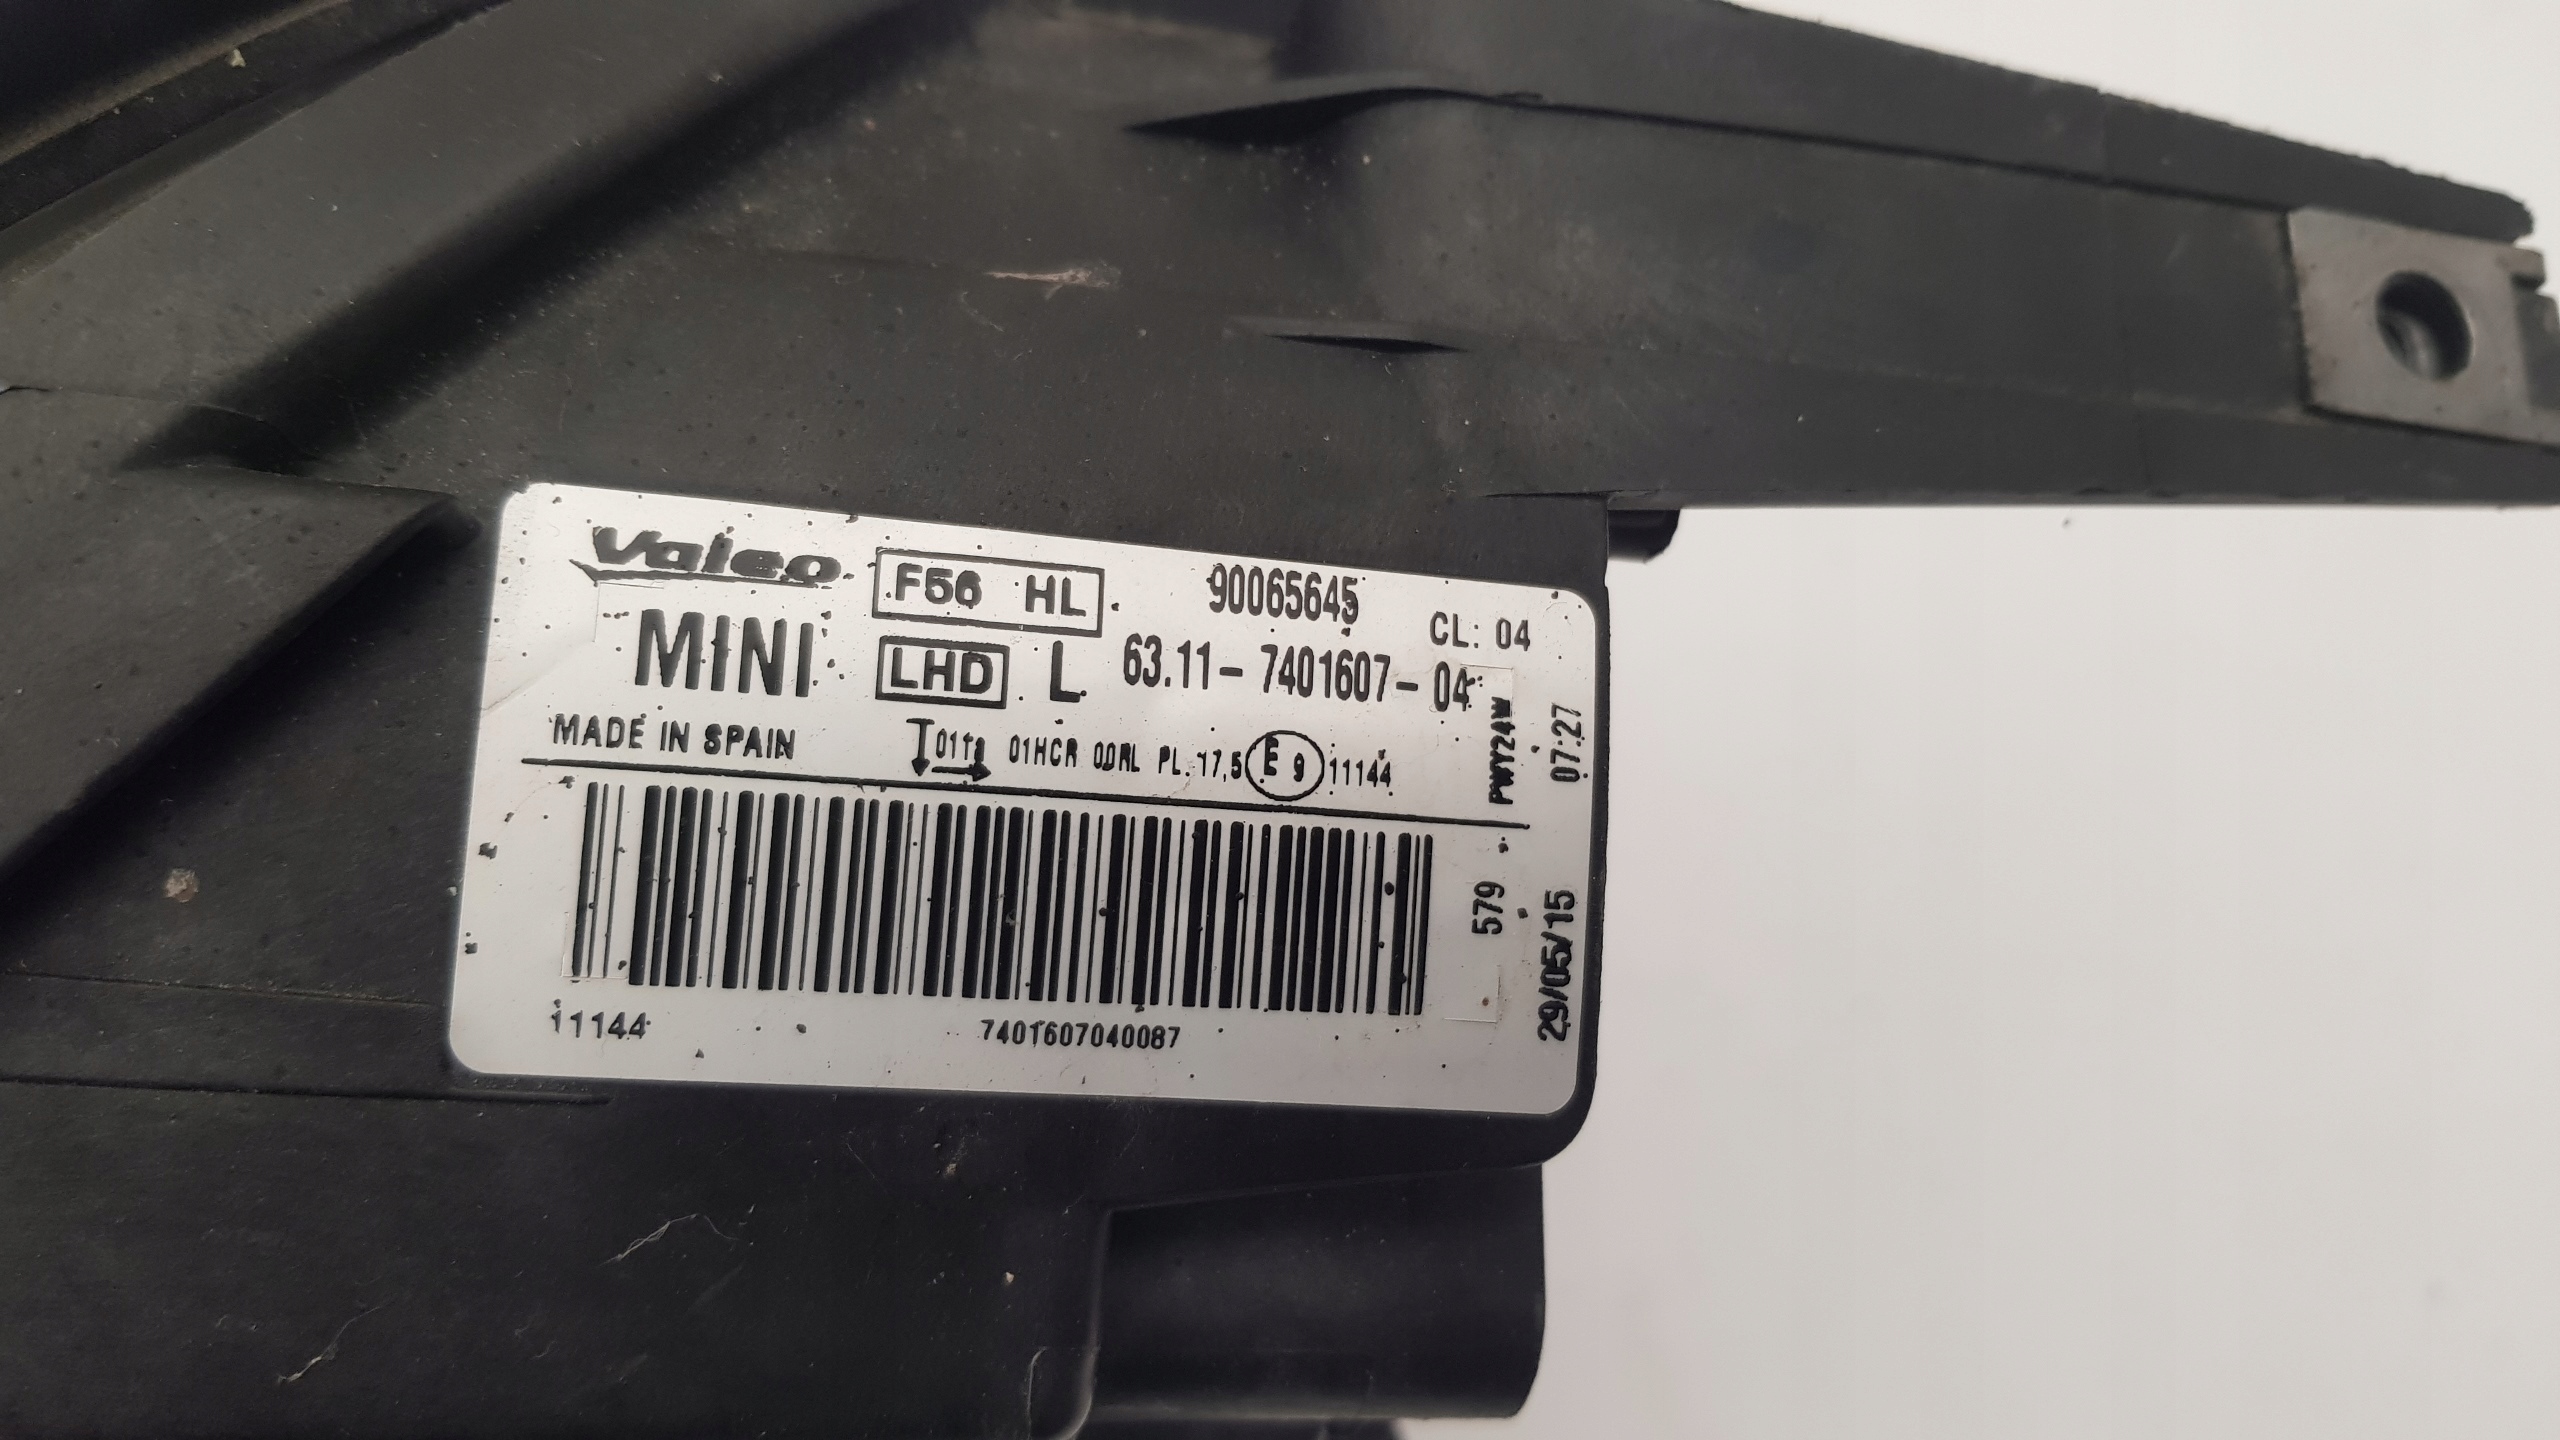 Valeo F56 HL 90065645 CL: 04
MINI LHD L 63.11-7401607-04
MADE IN SPAIN 01HCR PL. 17,5 E 9 11144
PWY24W
07:27
579
29/05/15
11144 7401607040087